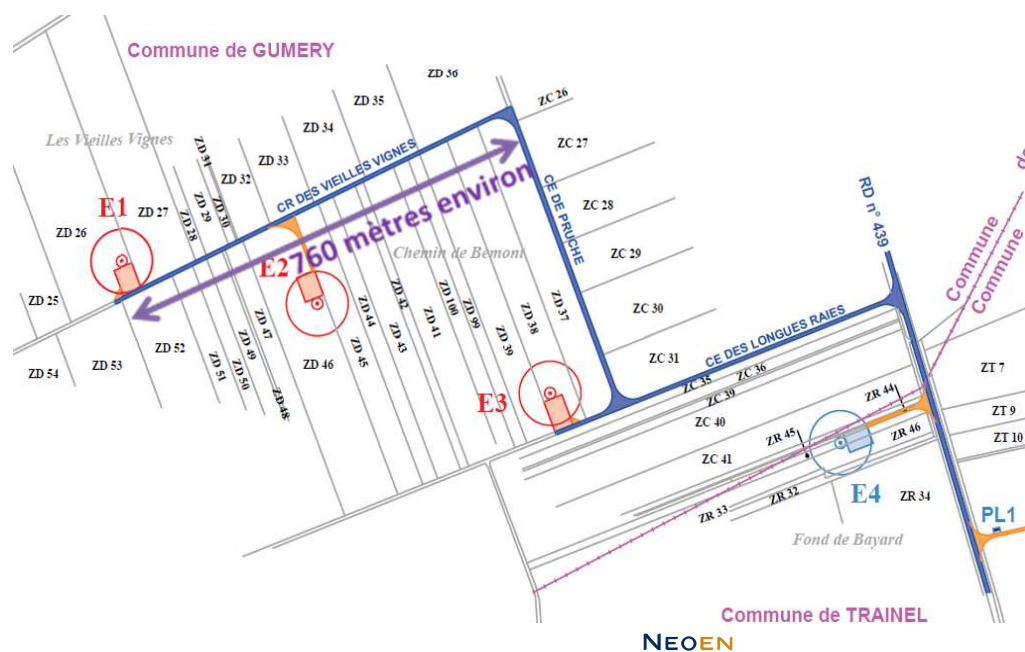 Commune de GUMERY
ZD 36
ZD 35
ZC 26
ZD 34
Les Vieilles Vignes
ZD 31
ZD 33
ZC 27
CR DES VIEILLES VIGNES
ZD 32
CE DE PRUCHE
RD n° 439
E1
ZD 27
ZD 29
ZD 30
ZD 28
ZC 28
ZD 26
760 mètres environ
Chemin de Bemont
ZC 29
E2
Commune
Commune
de
ZD 25
ZD 42
ZD 100
ZD 37
ZC 30
ZD 44
ZD 41
ZD 99
ZD 38
ZD 47
ZD 43
ZD 39
CE DES LONGUES RAIES
ZD 52
ZD 49
ZC 31
ZD 53
ZD 46
ZD 45
ZC 36
ZD 54
ZD 51
ZD 50
ZC 35
ZT 7
ZD 48
E3
ZC 39
ZR 44
ZC 40
ZT 9
ZR 45
ZR 46
ZT 10
ZC 41
E4
ZR 32
ZR 34
ZR 33
PL1
Fond de Bayard
Commune de TRAINEL
NEOEN